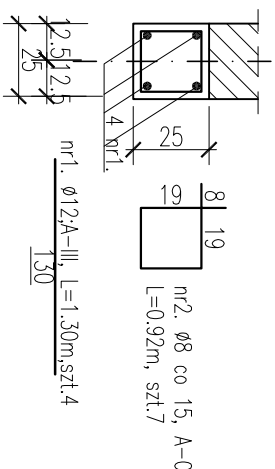 12.5
12.5
25
4 nr1.
25
19
8
19
nr2. ø8 co 15, A-
L=0.92m, szt.7
nr1. ø12;A-III, L=1.30m,szt.4
130